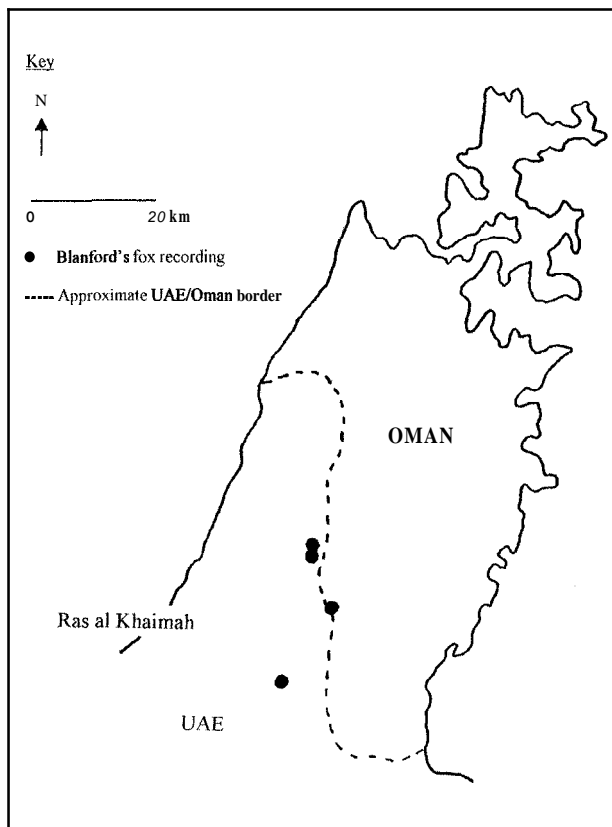 Key
N
0 20 km
Blanford's fox recording
Approximate UAE/Oman border
OMAN
Ras al Khaimah
UAE